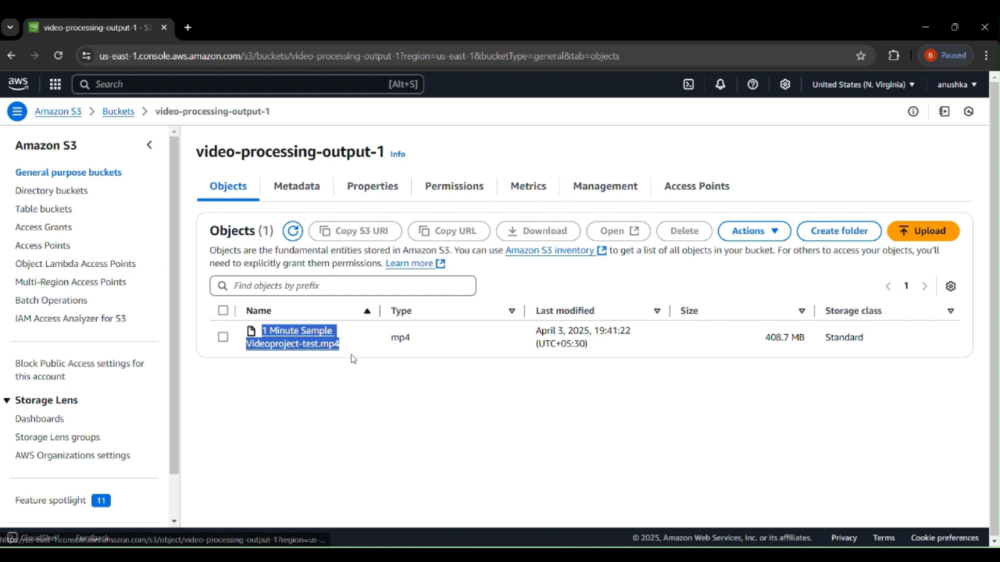 video-processing-output-1 - S3
us-east-1.console.aws.amazon.com/s3/buckets/video-processing-output-1?region=us-east-1&bucketType=general&tab=objects
B Paused
aws
Search [Alt+S]
United States (N. Virginia) ▼ anushka ▼
Amazon S3 > Buckets > video-processing-output-1
Amazon S3
General purpose buckets
Directory buckets
Table buckets
Access Grants
Access Points
Object Lambda Access Points
Multi-Region Access Points
Batch Operations
IAM Access Analyzer for S3
Block Public Access settings for
this account
▼ Storage Lens
Dashboards
Storage Lens groups
AWS Organizations settings
Feature spotlight 11
video-processing-output-1 Info
Objects Metadata Properties Permissions Metrics Management Access Points
Objects (1) Copy S3 URI Copy URL Download Open Delete Actions ▼ Create folder Upload
Objects are the fundamental entities stored in Amazon S3. You can use Amazon S3 inventory to get a list of all objects in your bucket. For others to access your objects, you'll
need to explicitly grant them permissions. Learn more
Find objects by prefix
< 1 >
Name Type Last modified Size Storage class
1 Minute Sample
Videoproject-test.mp4
mp4
April 3, 2025, 19:41:22
(UTC+05:30)
408.7 MB
Standard
CloudShell Feedback
https://us-east-1.console.aws.amazon.com/s3/object/video-processing-output-1?region=us-...
© 2025, Amazon Web Services, Inc. or its affiliates. Privacy Terms Cookie preferences